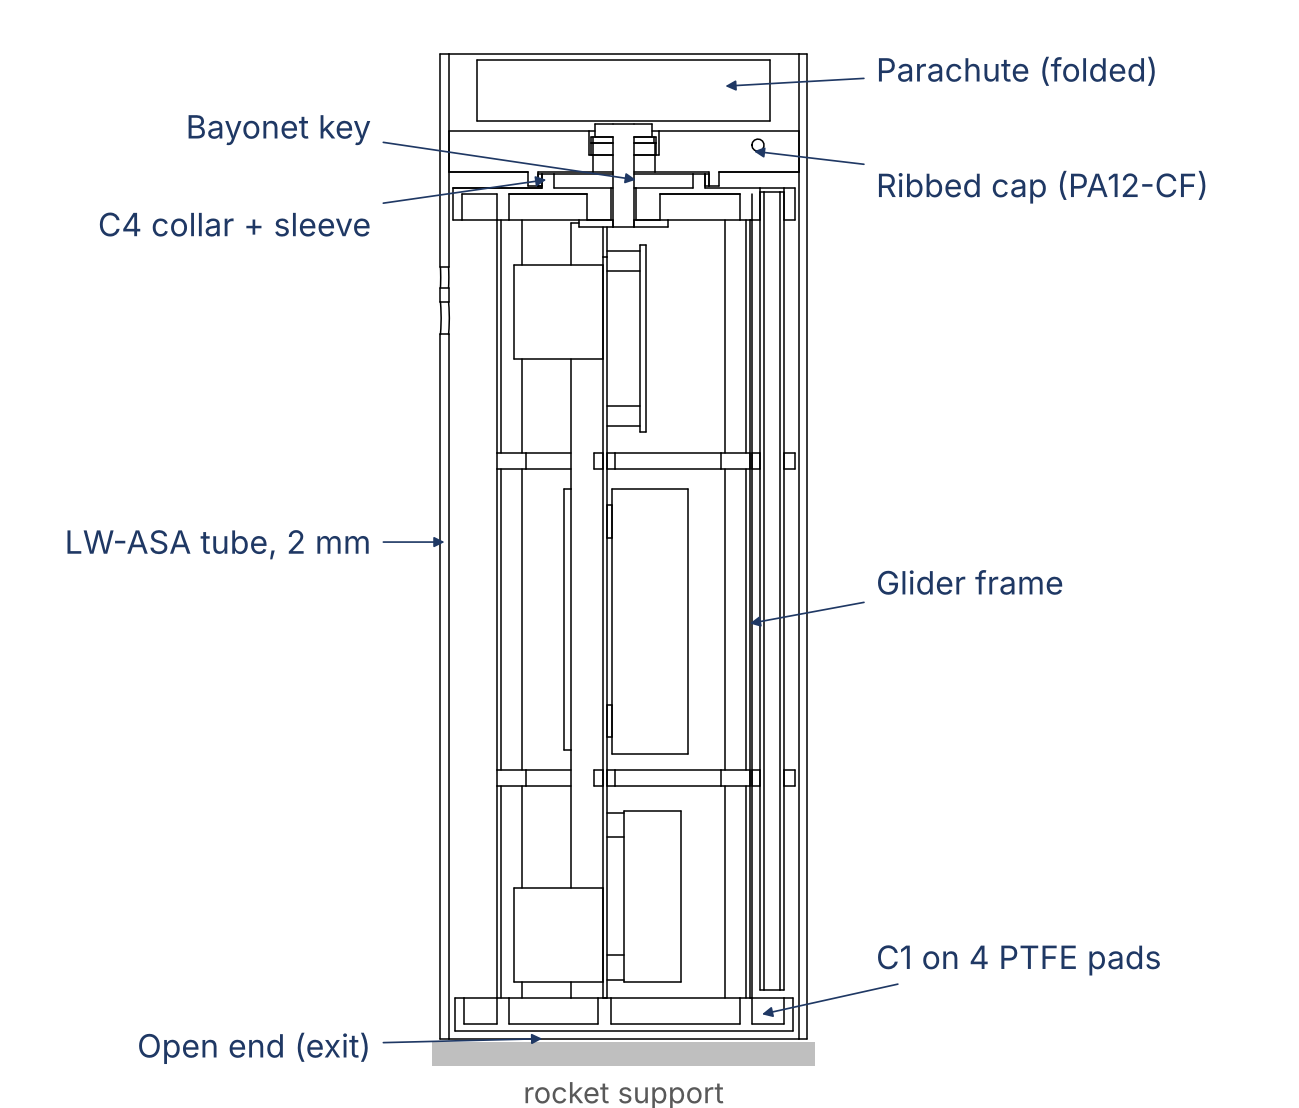 Parachute (folded)
Bayonet key
Ribbed cap (PA12-CF)
C4 collar + sleeve
LW-ASA tube, 2 mm
Glider frame
C1 on 4 PTFE pads
Open end (exit)
rocket support